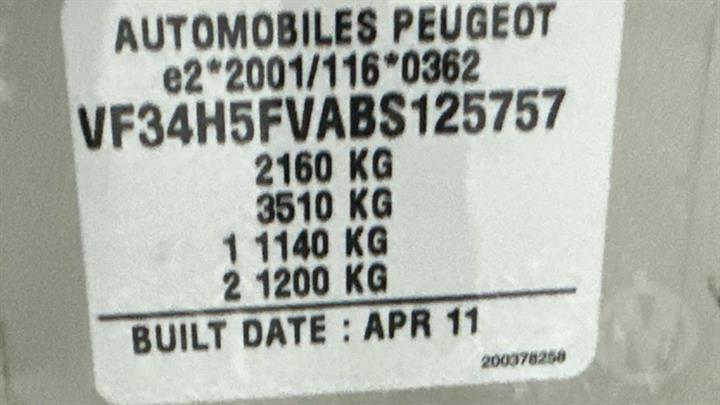 AUTOMOBILES PEUGEOT
e2*2001/116*0362
VF34H5FVABS125757
2160 KG
3510 KG
1 1140 KG
2 1200 KG
BUILT DATE : APR 11
200378258